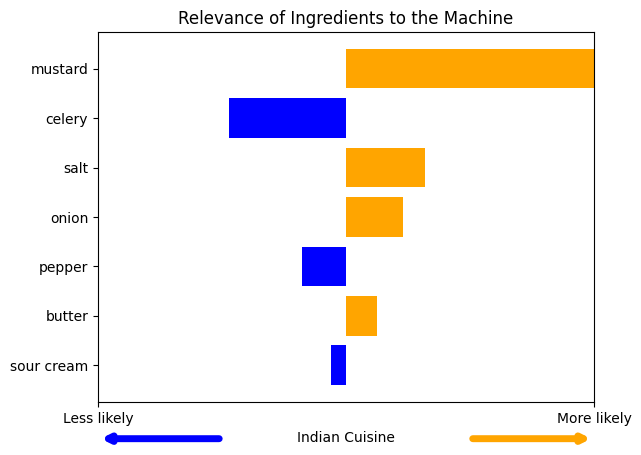 Relevance of Ingredients to the Machine
mustard
celery
salt
onion
pepper
butter
sour cream
Less likely
More likely
Indian Cuisine